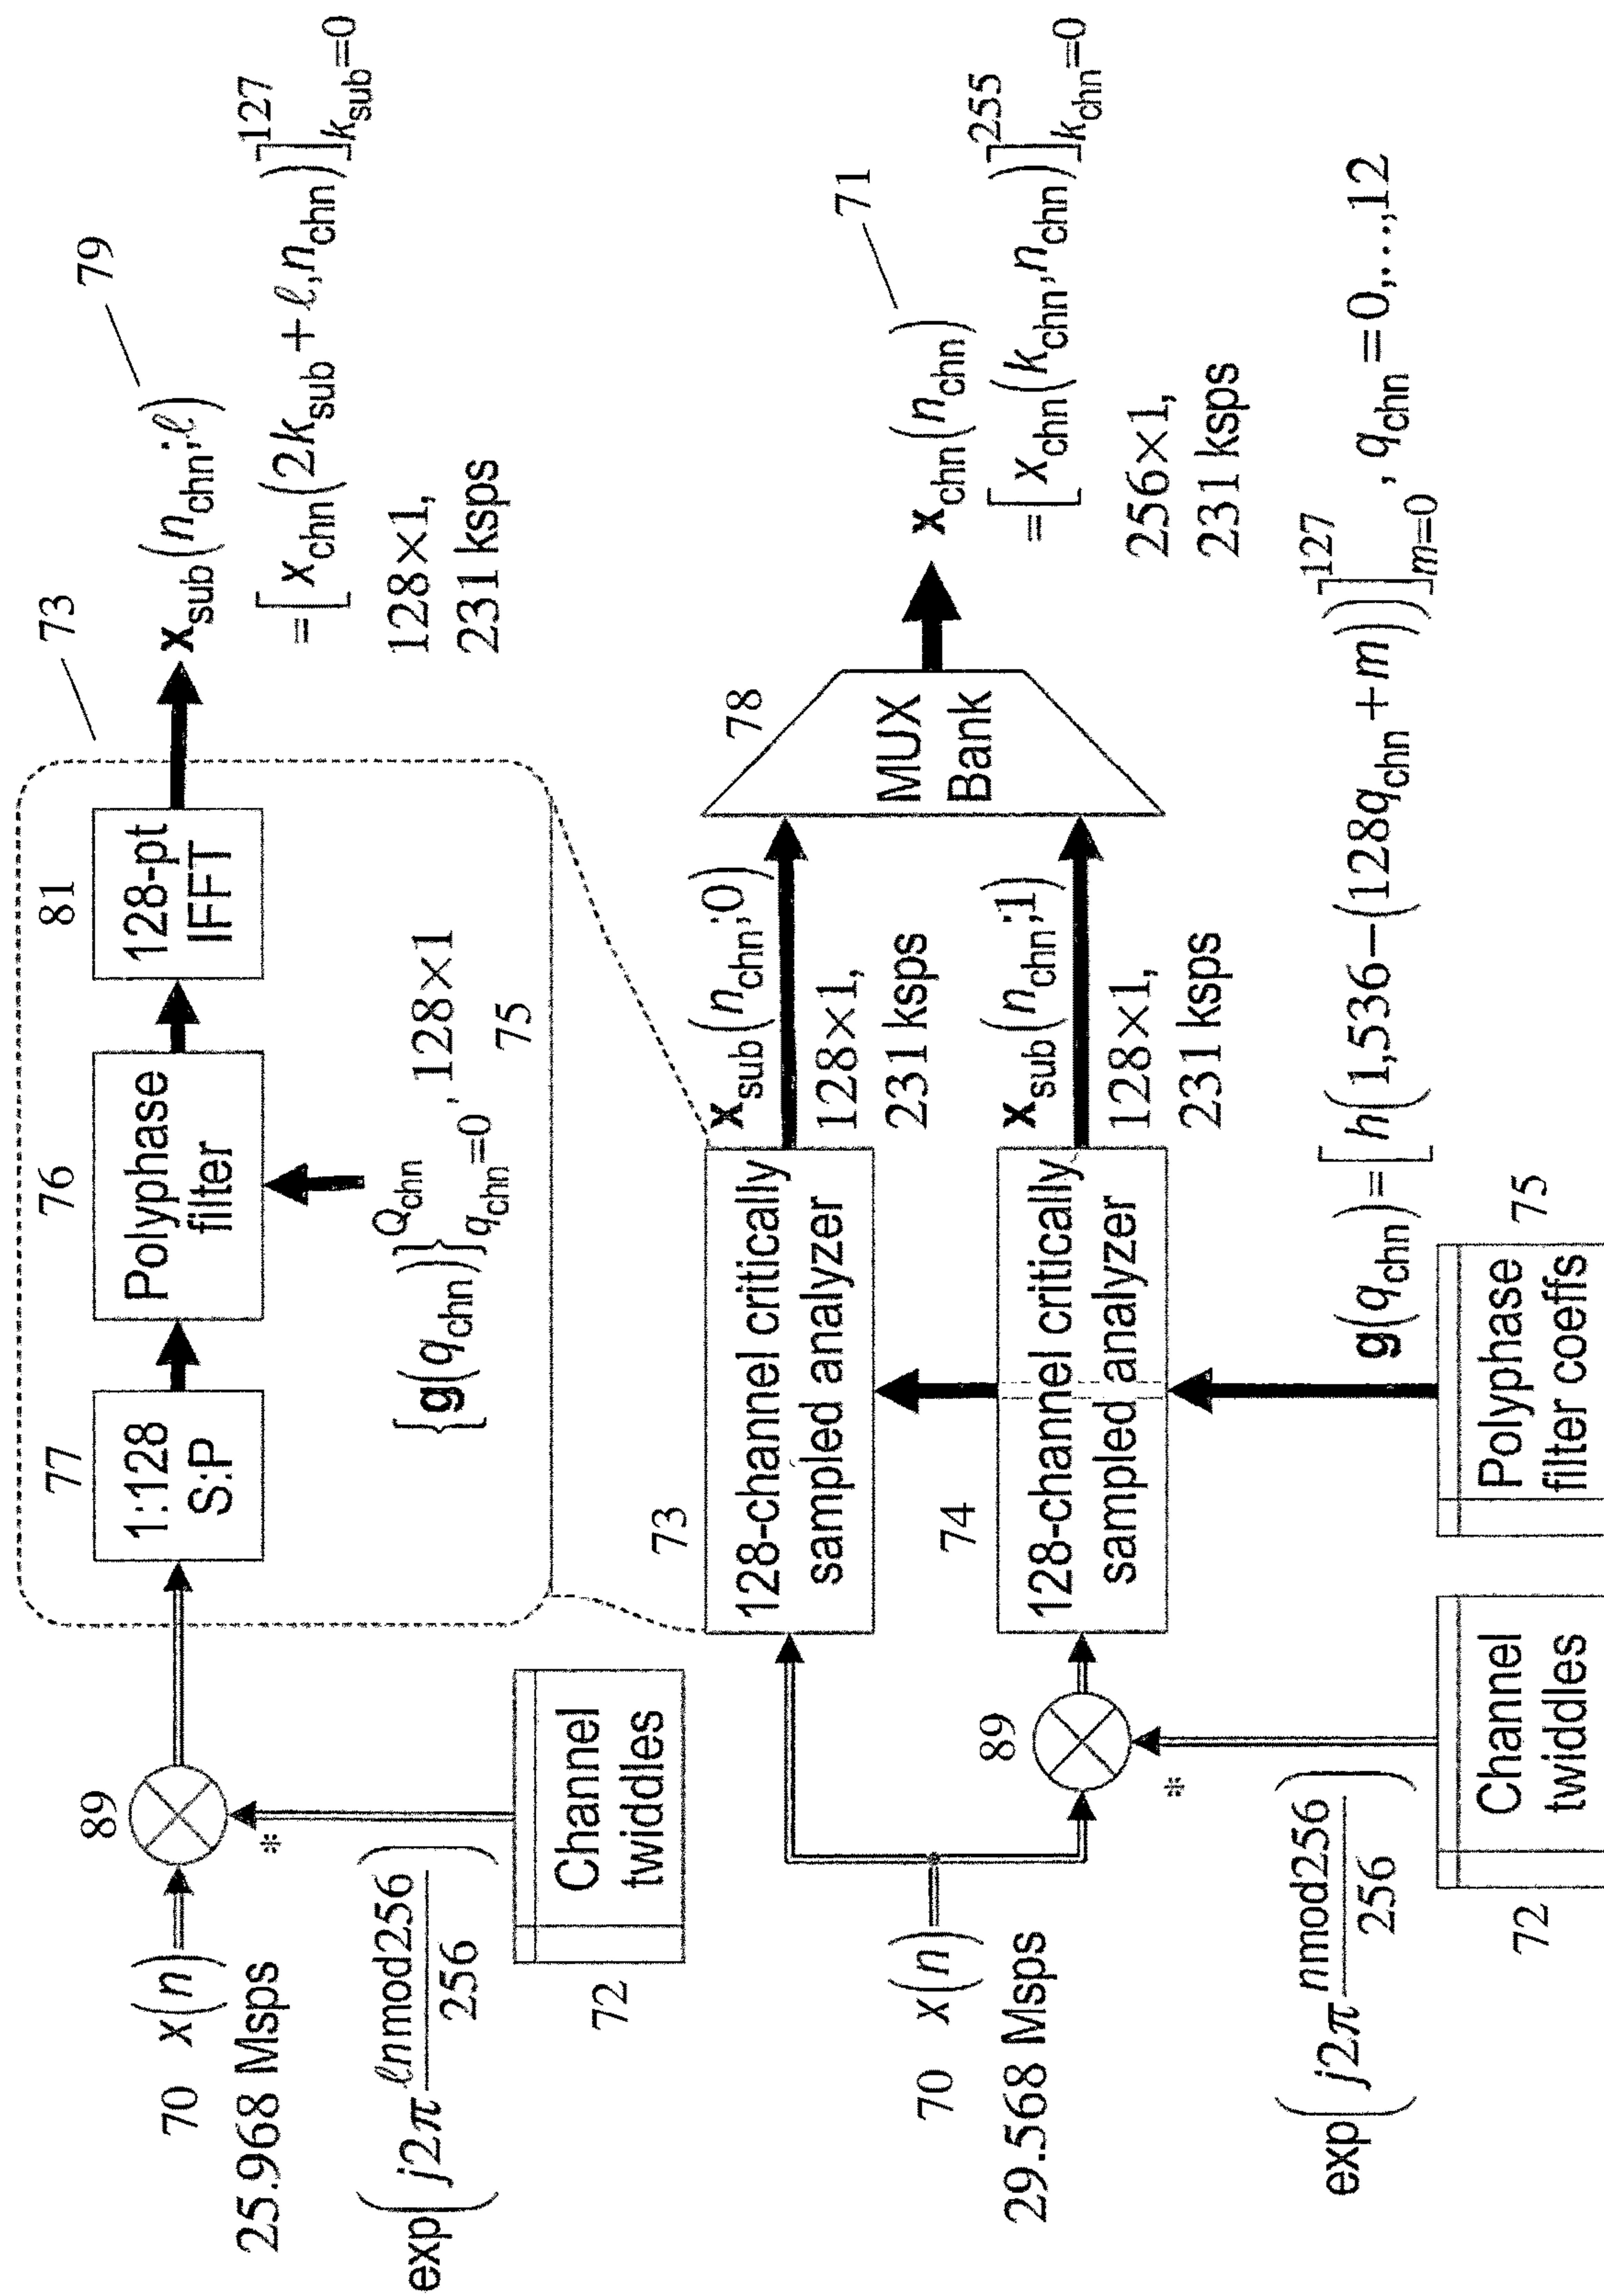 73
79
89
77
76
81
70 x(n)
25.968 Msps
1:128
S:P
Polyphase
filter
128-pt
IFFT
x_sub(n_chn;ℓ)
=[x_chn(2k_sub+ℓ,n_chn)]_{k_sub=0}^{127}
128×1,
231 ksps
*
exp(j2π ℓnmod256/256)
{g(q_chn)}_{q_chn=0}^{Q_chn}, 128×1
75
72
Channel
twiddles
73
128-channel critically
sampled analyzer
x_sub(n_chn;0)
128×1,
231 ksps
78
MUX
Bank
71
x_chn(n_chn)
=[x_chn(k_chn,n_chn)]_{k_chn=0}^{255}
256×1,
231 ksps
70 x(n)
29.568 Msps
89
*
74
128-channel critically
sampled analyzer
x_sub(n_chn;1)
128×1,
231 ksps
exp(j2π nmod256/256)
g(q_chn)=[h(1,536−(128q_chn+m))]_{m=0}^{127}, q_chn=0,…,12
72
Channel
twiddles
Polyphase
filter coeffs
75